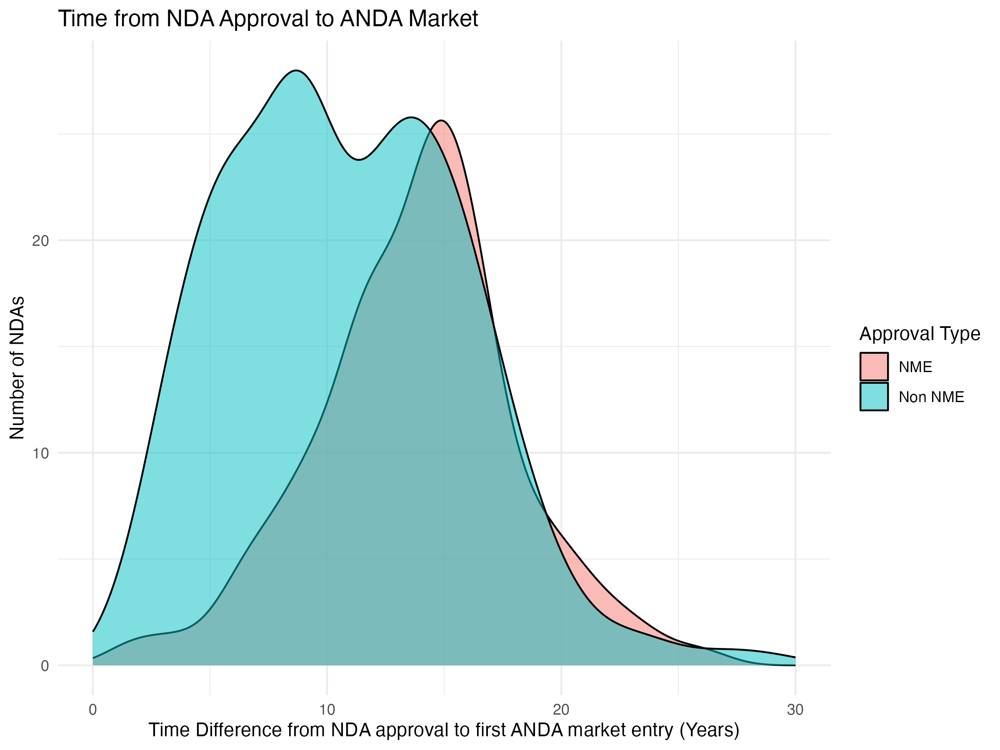 Time from NDA Approval to ANDA Market
Number of NDAs
20
10
0
0 10 20 30
Time Difference from NDA approval to first ANDA market entry (Years)
Approval Type
NME
Non NME